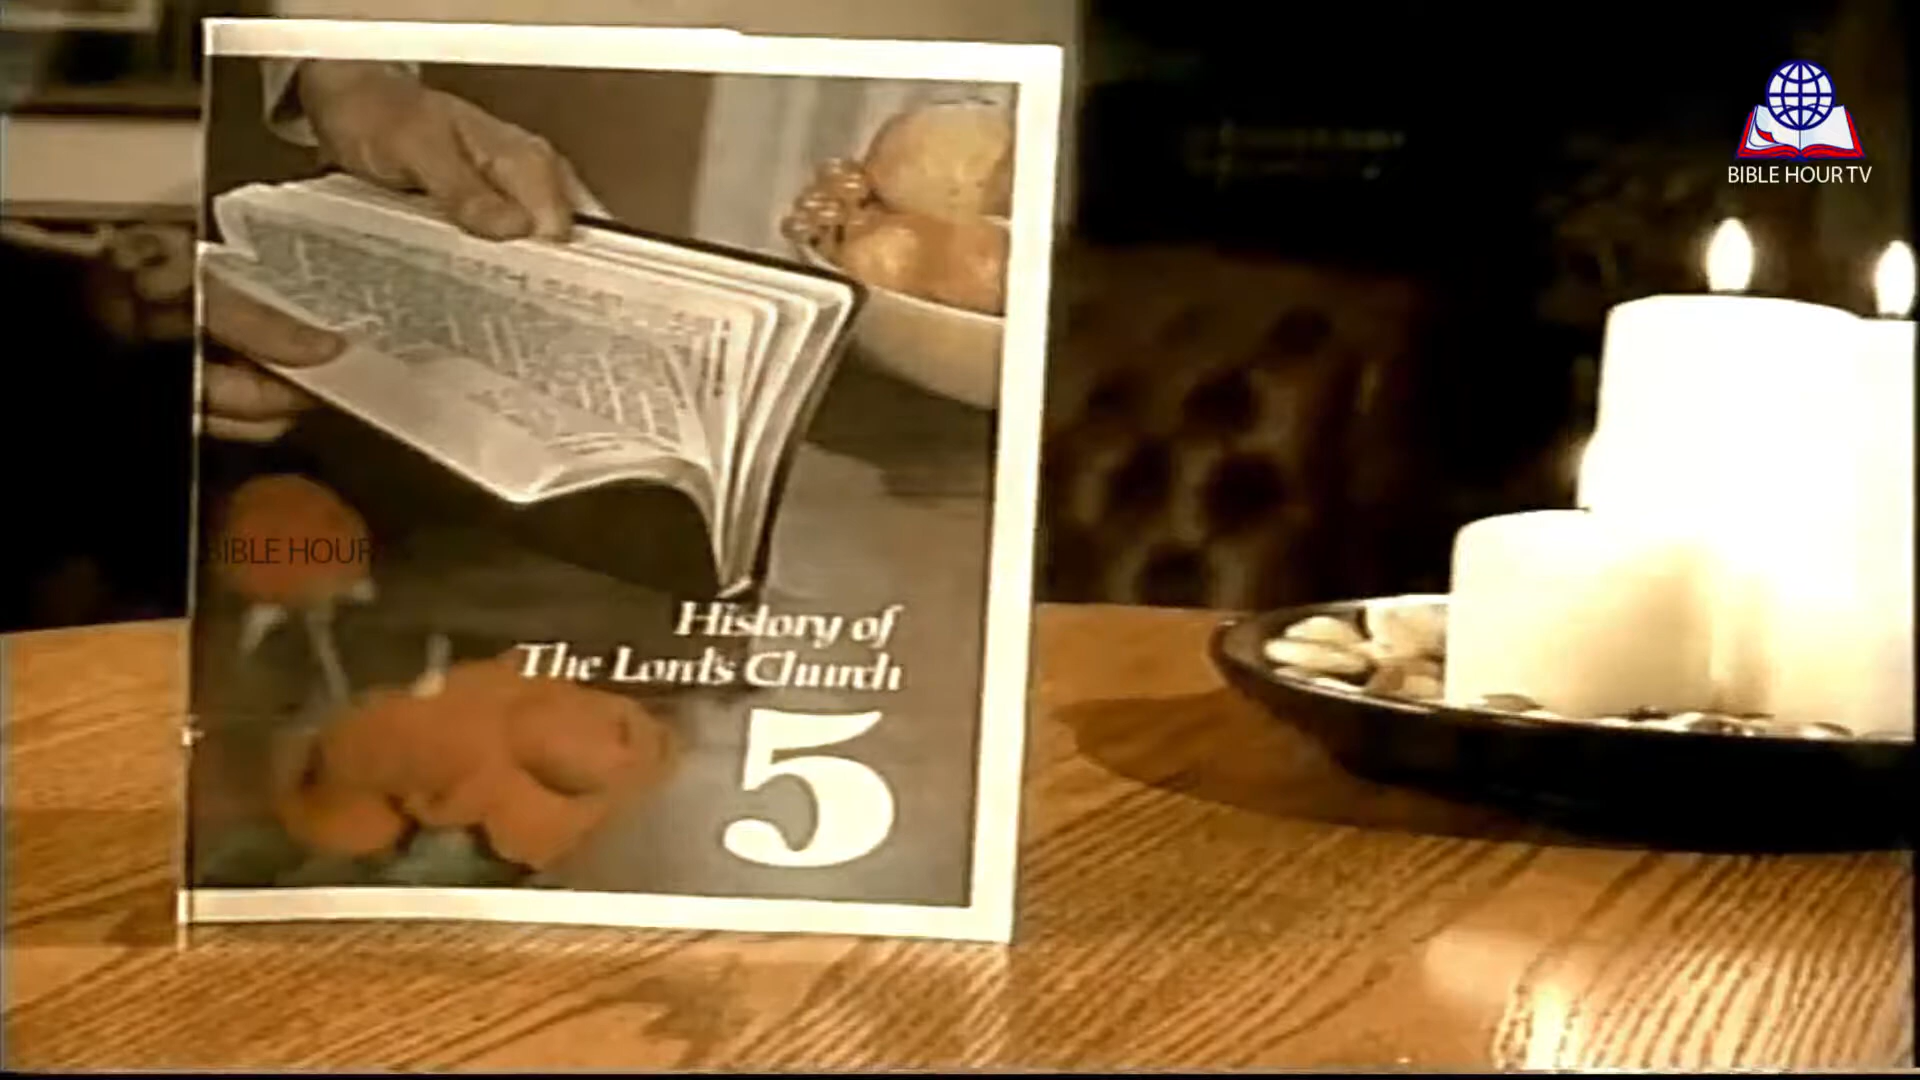 BIBLE HOUR TV
BIBLE HOUR
History of
The Lord's Church
5